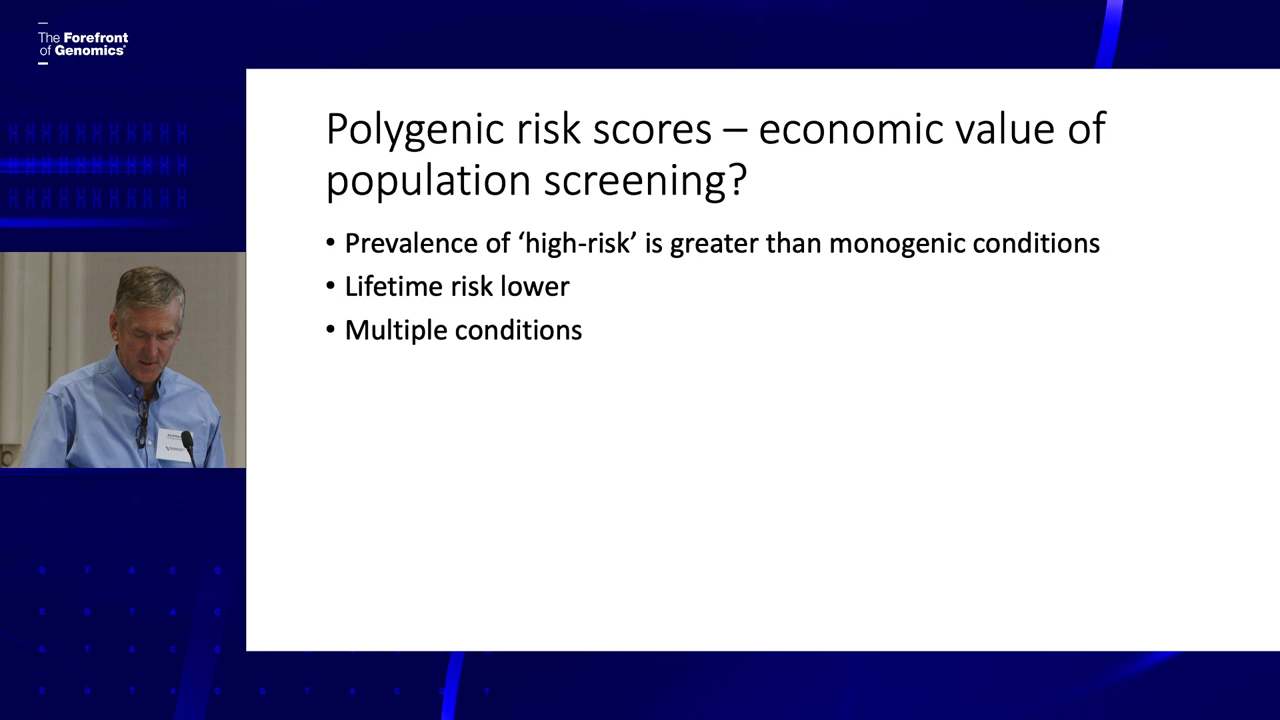 The Forefront
of Genomics
Polygenic risk scores – economic value of
population screening?
• Prevalence of ‘high-risk’ is greater than monogenic conditions
• Lifetime risk lower
• Multiple conditions
G T A C G
C G T A C
G T A C G
C G T A C G T A C G T